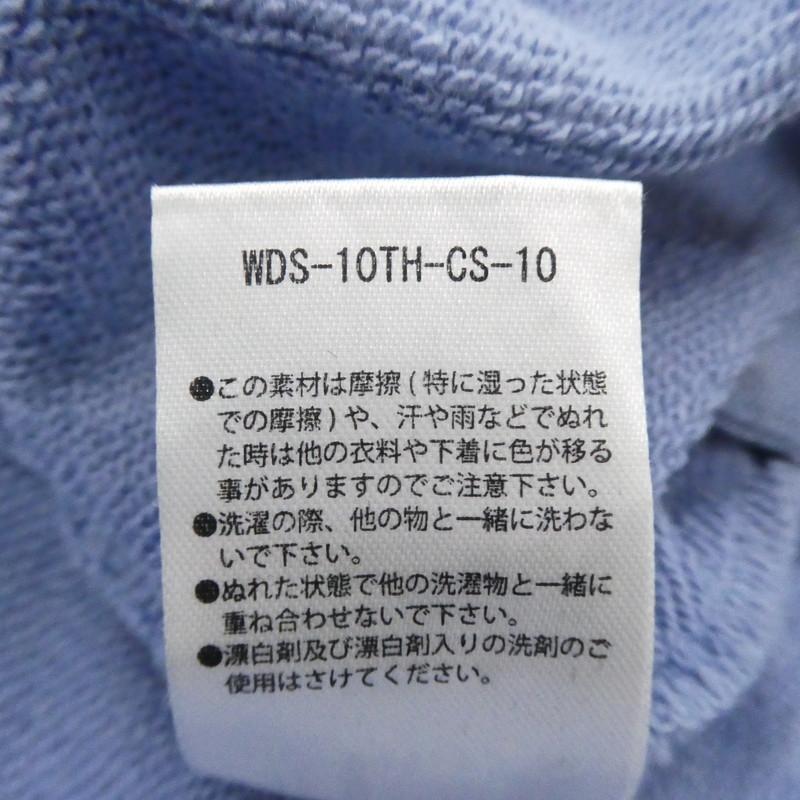 WDS-10TH-CS-10
●この素材は摩擦(特に湿った状態
での摩擦)や、汗や雨などでぬれ
た時は他の衣料や下着に色が移る
事がありますのでご注意下さい。
●洗濯の際、他の物と一緒に洗わな
いで下さい。
●ぬれた状態で他の洗濯物と一緒に
重ね合わせないで下さい。
●漂白剤及び漂白剤入りの洗剤のご
使用はさけてください。